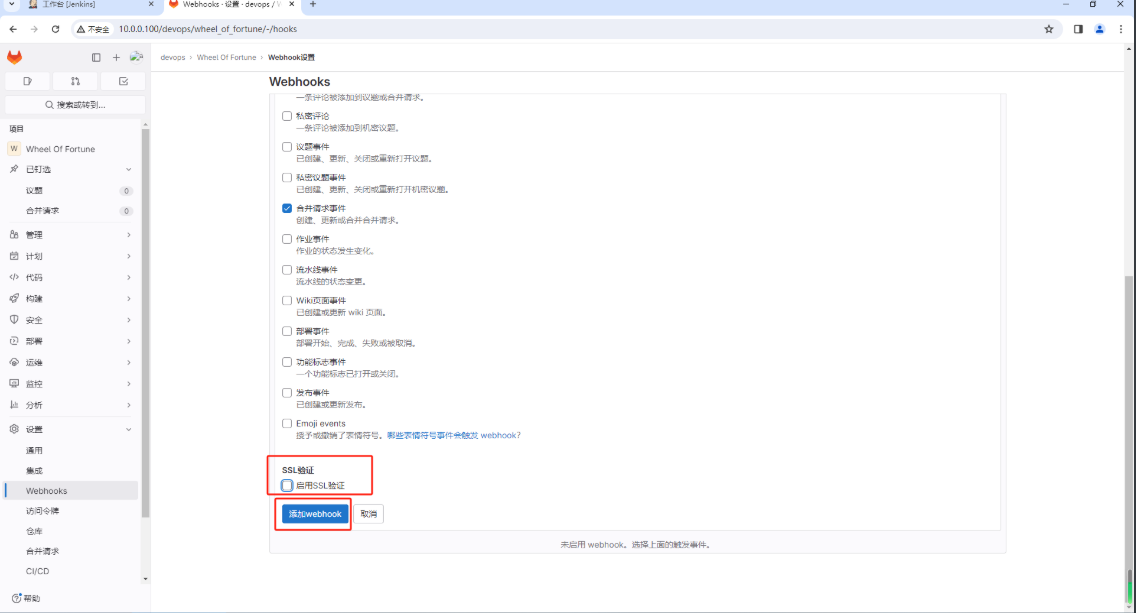 工作台 [Jenkins]
Webhooks · 设置 · devops / V
不安全
10.0.0.100/devops/wheel_of_fortune/-/hooks
搜索或转到...
项目
W Wheel Of Fortune
已钉选
议题 0
合并请求 0
管理
计划
代码
构建
安全
部署
运维
监控
分析
设置
通用
集成
Webhooks
访问令牌
仓库
合并请求
CI/CD
帮助
devops › Wheel Of Fortune › Webhook设置
Webhooks
一条评论被添加到议题或合并请求。
私密评论
一条评论被添加到机密议题。
议题事件
已创建、更新、关闭或重新打开议题。
私密议题事件
已创建、更新、关闭或重新打开机密议题。
合并请求事件
创建、更新或合并合并请求。
作业事件
作业的状态发生变化。
流水线事件
流水线的状态变更。
Wiki页面事件
已创建或更新 wiki 页面。
部署事件
部署开始、完成、失败或被取消。
功能标志事件
一个功能标志已打开或关闭。
发布事件
已创建或更新发布。
Emoji events
授予或撤销了表情符号。哪些表情符号事件会触发 webhook?
SSL验证
启用SSL验证
添加webhook 取消
未启用 webhook。选择上面的触发事件。